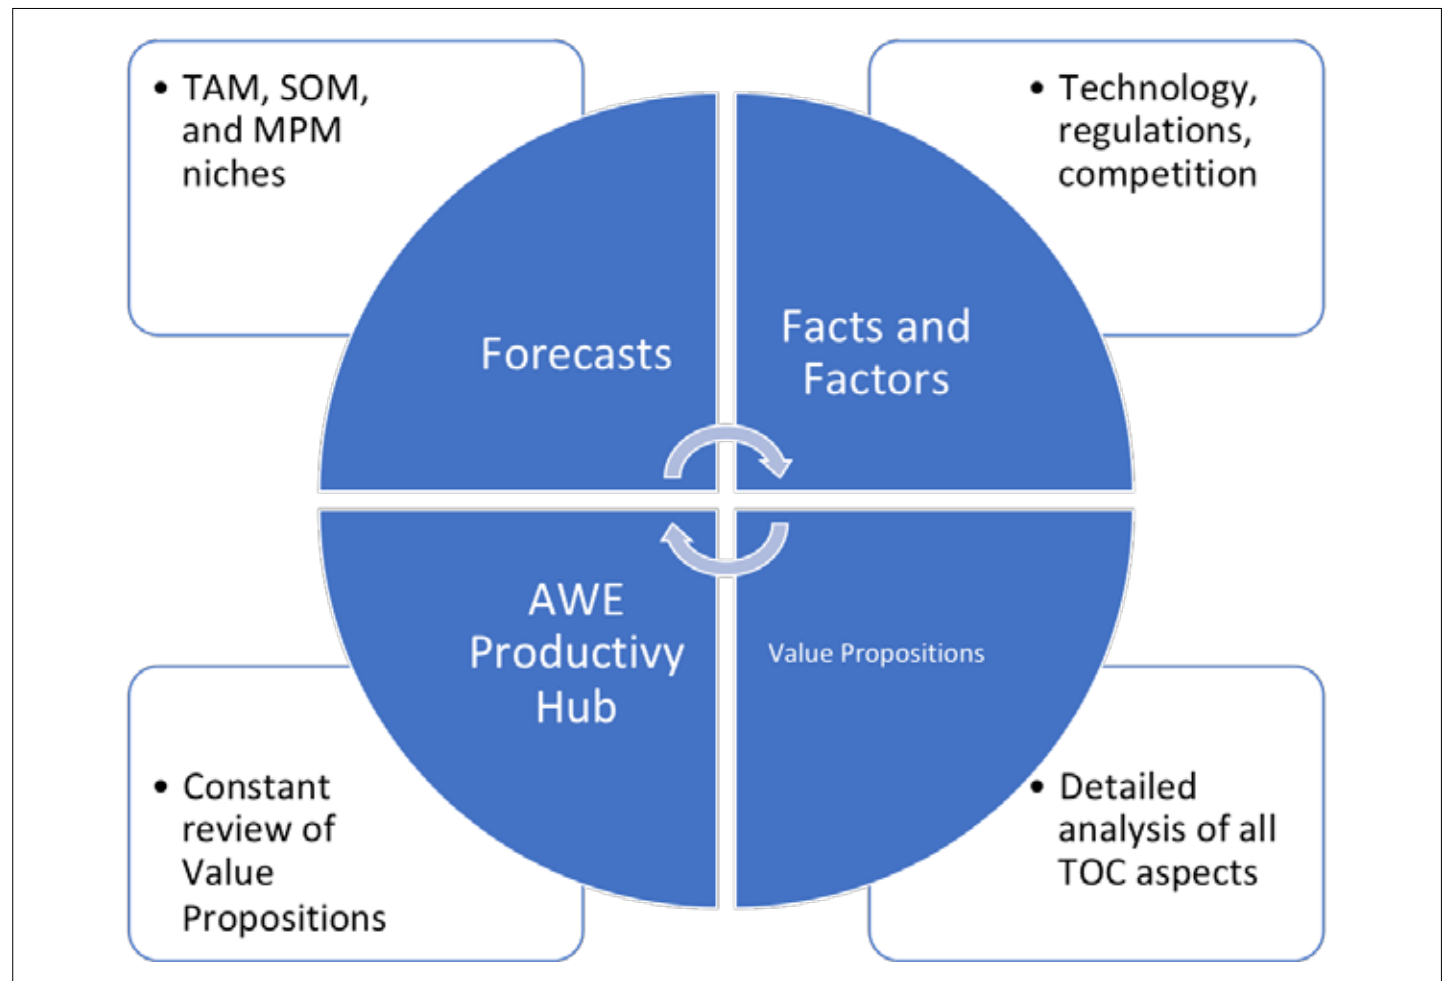 • TAM, SOM,
and MPM
niches
• Technology,
regulations,
competition
Forecasts
Facts and
Factors
AWE
Productivy
Hub
Value Propositions
• Constant
review of
Value
Propositions
• Detailed
analysis of all
TOC aspects